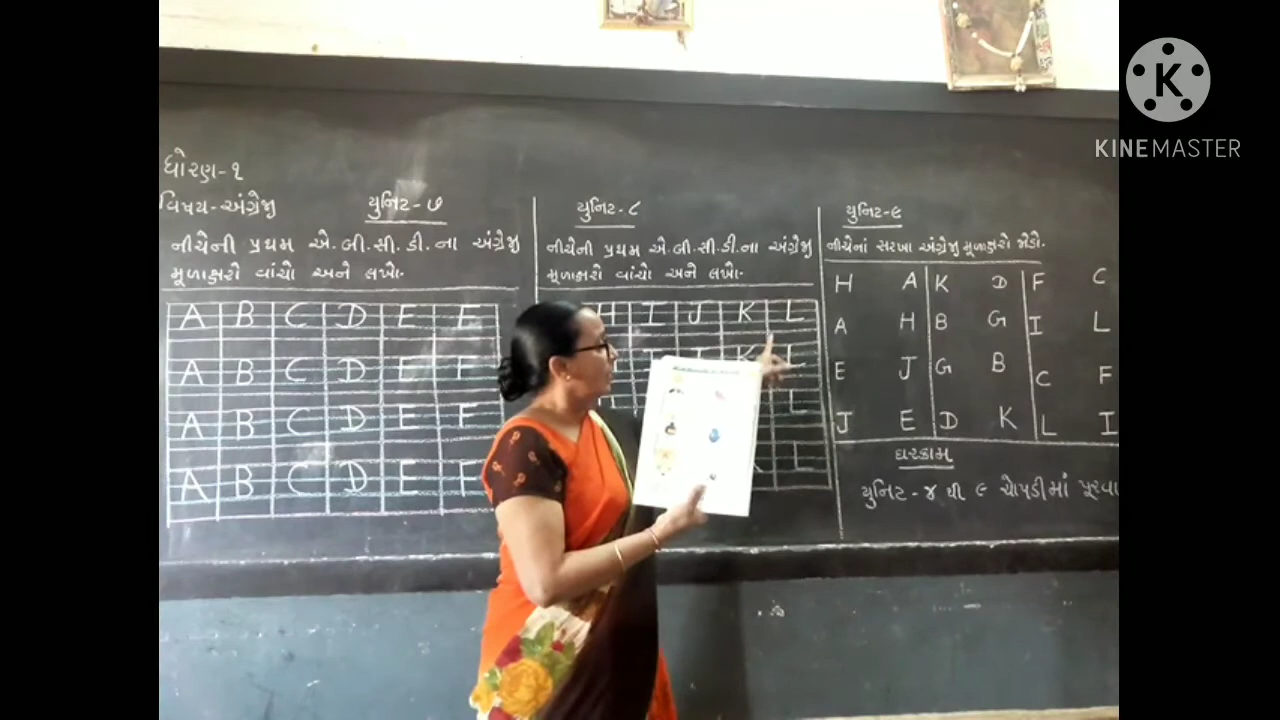 ધોરણ-૧
વિષય-અંગ્રેજી
યુનિટ-૭
નીચેની પ્રથમ એ.બી.સી.ડી.ના અંગ્રેજી
મૂળાક્ષરો વાંચો અને લખો.
A B C D E F
A B C D E F
A B C D E F
A B C D E F
યુનિટ-૮
નીચેની પ્રથમ એ.બી.સી.ડી.ના અંગ્રેજી
મૂળાક્ષરો વાંચો અને લખો.
H I J K L
I J K L
L
K L
યુનિટ-૯
નીચેનાં સરખા અંગ્રેજી મૂળાક્ષરો જોડો.
H A K D F C
A H B G I L
E J G B C F
J E D K L I
ઘરકામ
યુનિટ-૪ થી ૯ ચોપડીમાં પૂરવા
KINEMASTER